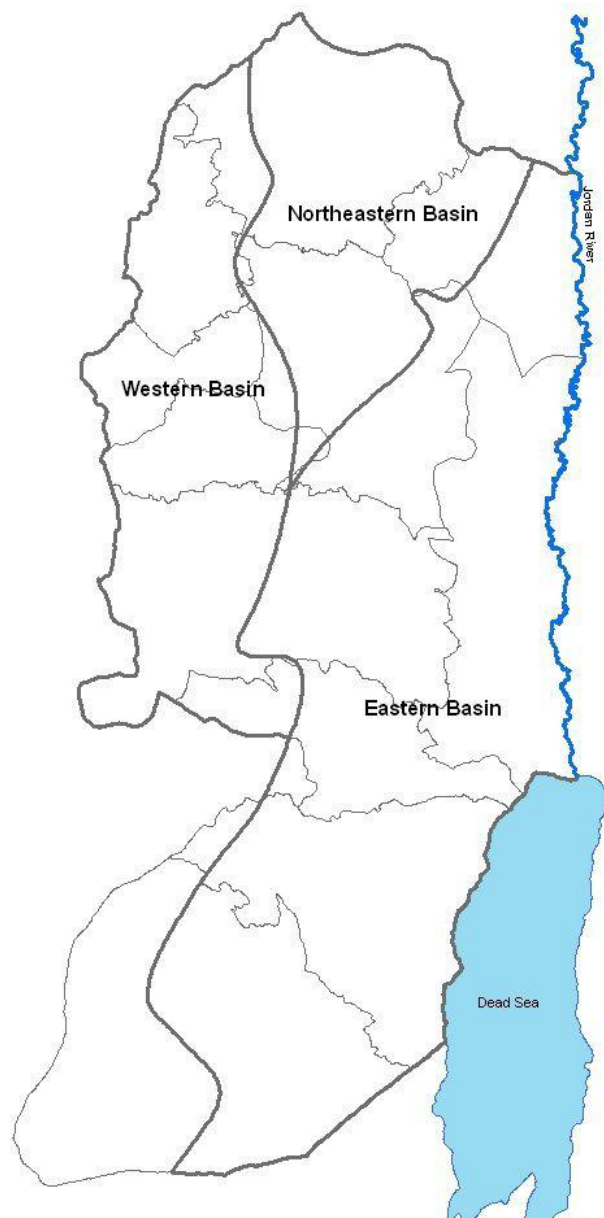 Northeastern Basin
Jordan River
Western Basin
Eastern Basin
Dead Sea